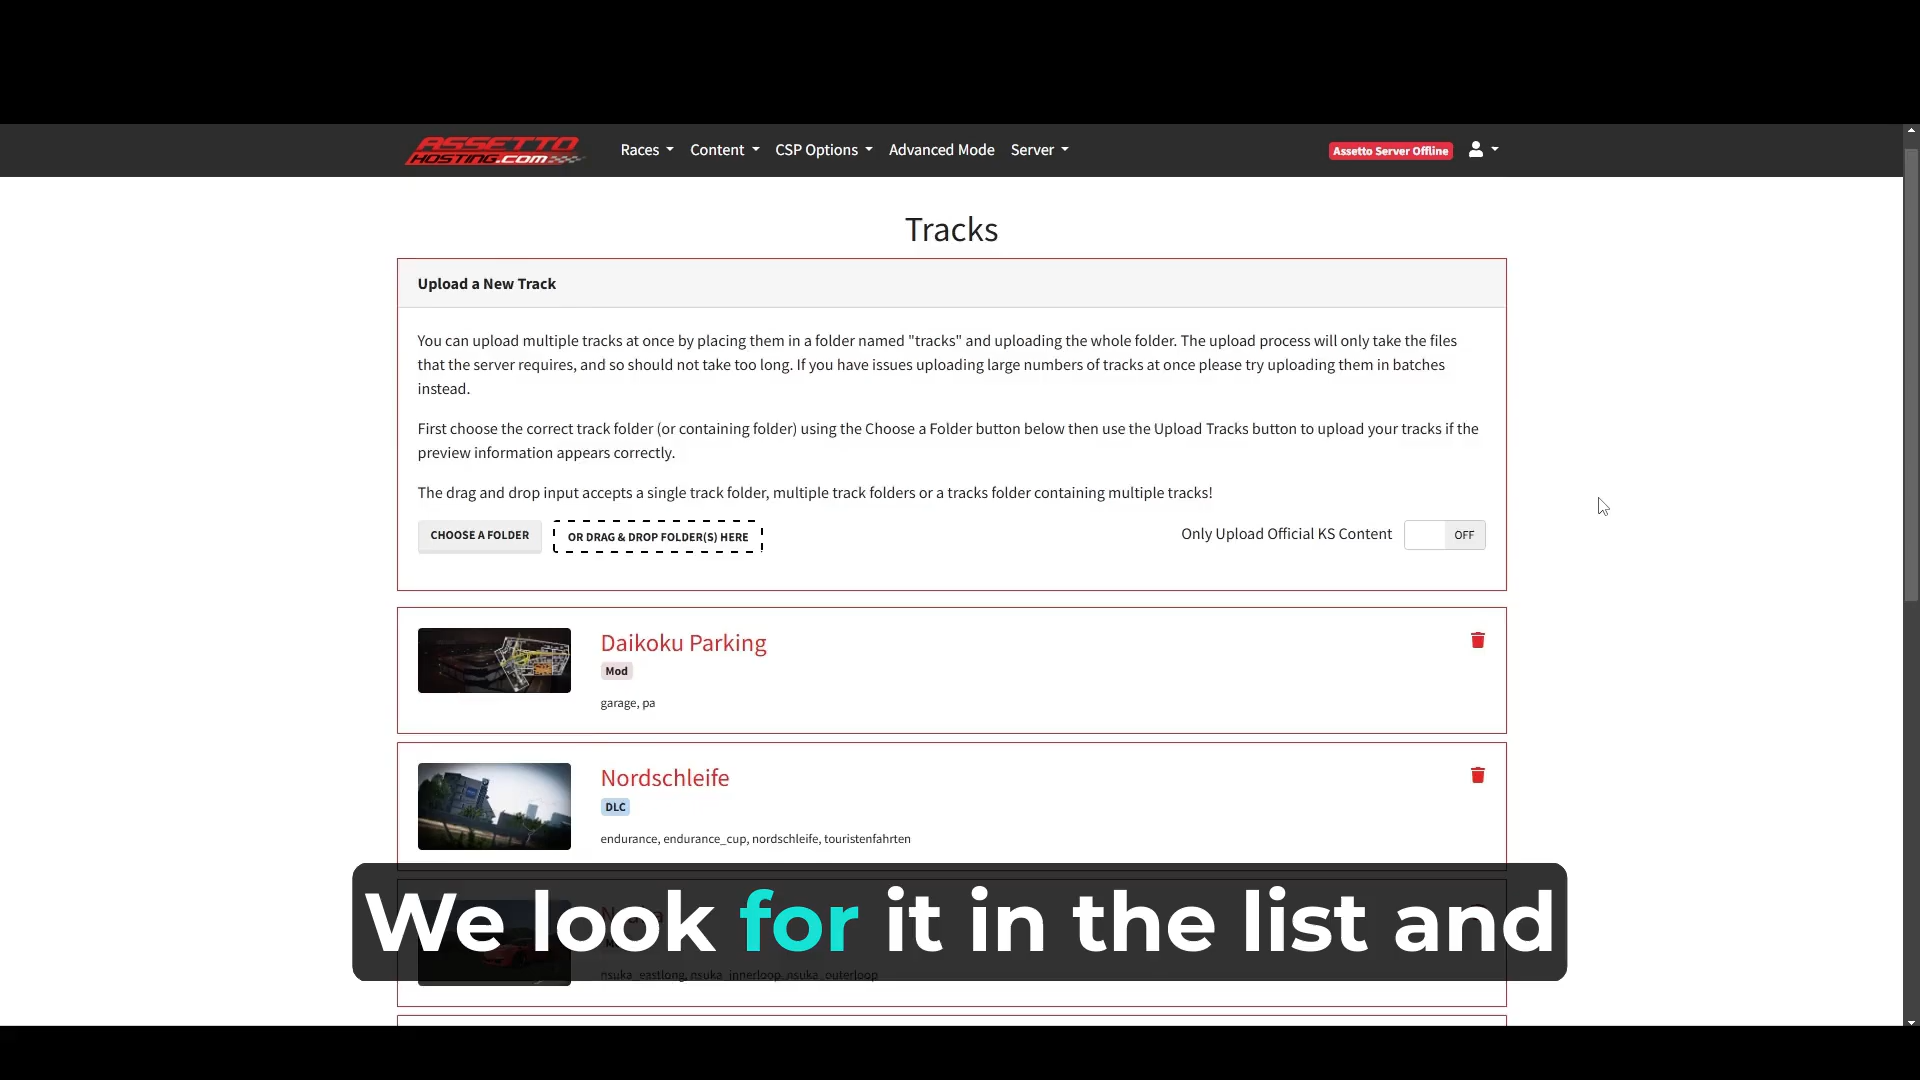 ASSETTO
HOSTING.COM
Races Content CSP Options Advanced Mode Server
Assetto Server Offline
Tracks
Upload a New Track
You can upload multiple tracks at once by placing them in a folder named "tracks" and uploading the whole folder. The upload process will only take the files
that the server requires, and so should not take too long. If you have issues uploading large numbers of tracks at once please try uploading them in batches
instead.
First choose the correct track folder (or containing folder) using the Choose a Folder button below then use the Upload Tracks button to upload your tracks if the
preview information appears correctly.
The drag and drop input accepts a single track folder, multiple track folders or a tracks folder containing multiple tracks!
CHOOSE A FOLDER
OR DRAG & DROP FOLDER(S) HERE
Only Upload Official KS Content
OFF
Daikoku Parking
Mod
garage, pa
Nordschleife
DLC
endurance, endurance_cup, nordschleife, touristenfahrten
We look for it in the list and
nsuka_eastlong, nsuka_innerloop, nsuka_outerloop